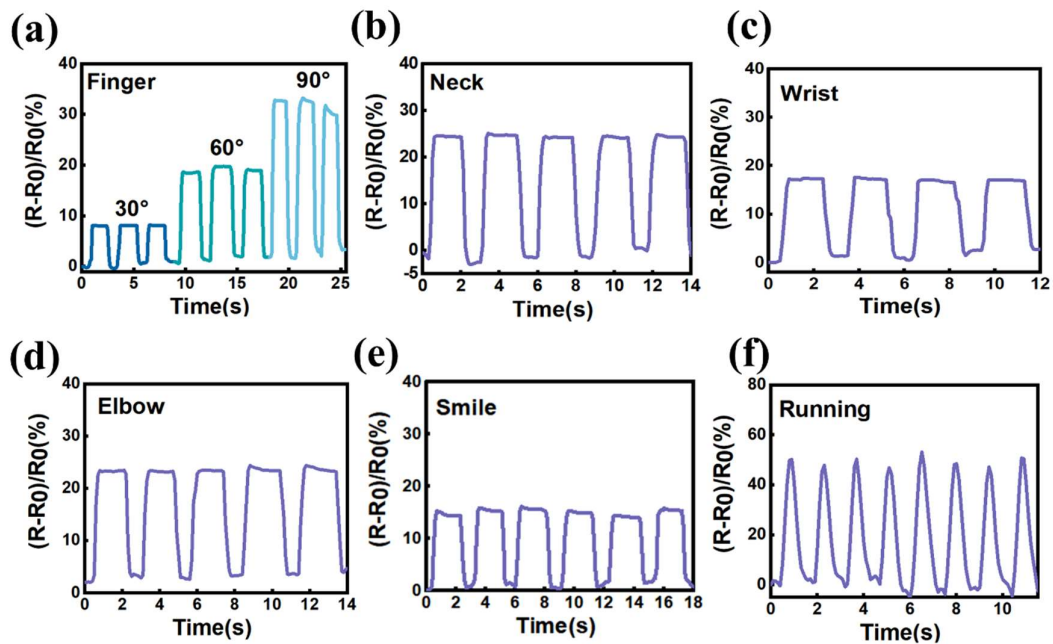 (a)
(R-R0)/R0(%)
Finger
30°
60°
90°
40
30
20
10
0
0 5 10 15 20 25
Time(s)
(b)
(R-R0)/R0(%)
Neck
40
30
20
10
0
-5
0 2 4 6 8 10 12 14
Time(s)
(c)
(R-R0)/R0(%)
Wrist
40
30
20
10
0
0 2 4 6 8 10 12
Time(s)
(d)
(R-R0)/R0(%)
Elbow
40
30
20
10
0
0 2 4 6 8 10 12 14
Time(s)
(e)
(R-R0)/R0(%)
Smile
40
30
20
10
0
0 2 4 6 8 10 12 14 16 18
Time(s)
(f)
(R-R0)/R0(%)
Running
80
60
40
20
0
0 2 4 6 8 10
Time(s)